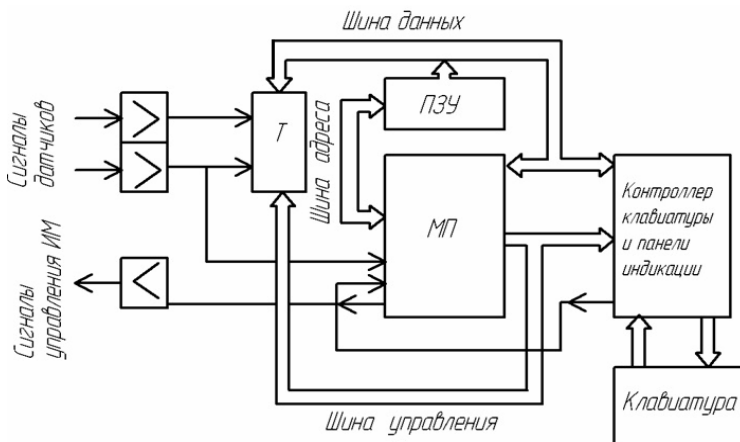 Шина данных
ПЗУ
Т
Сигналы
датчиков
Шина адреса
МП
Контроллер
клавиатуры
и панели
индикации
Сигналы
управления ИМ
Шина управления
Клавиатура